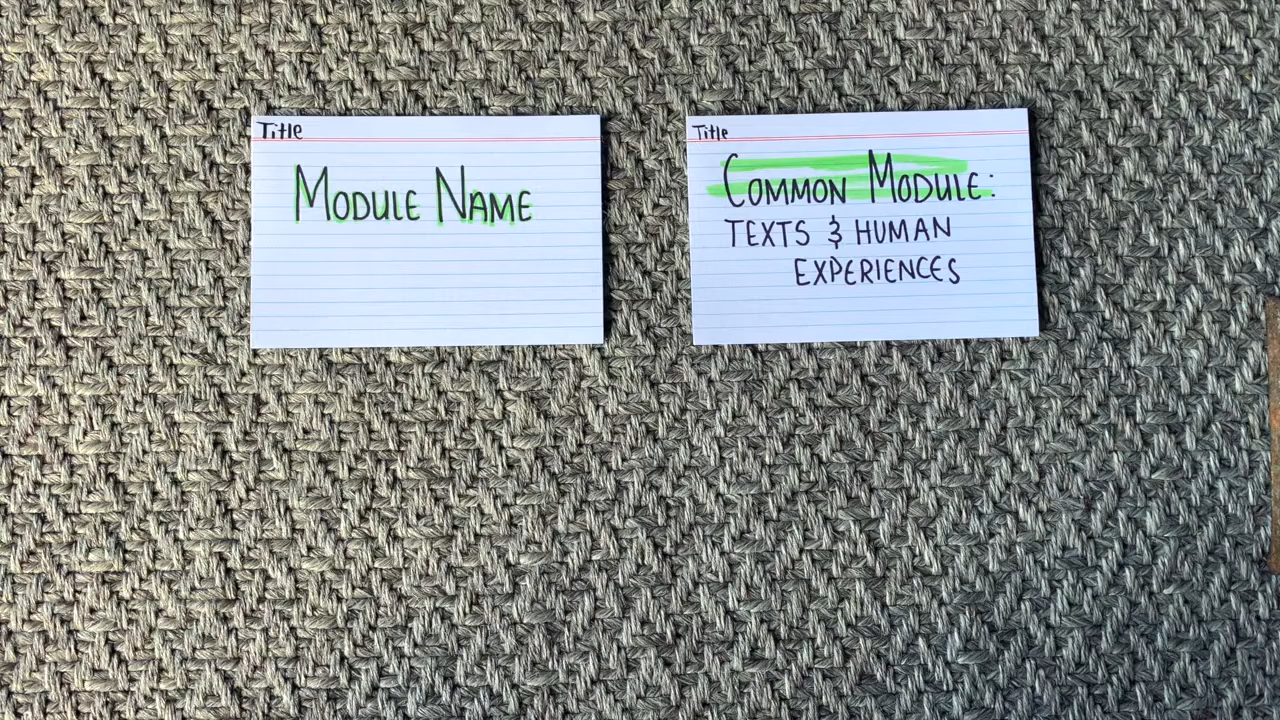 Title
MODULE NAME
Title
COMMON MODULE:
TEXTS & HUMAN
EXPERIENCES